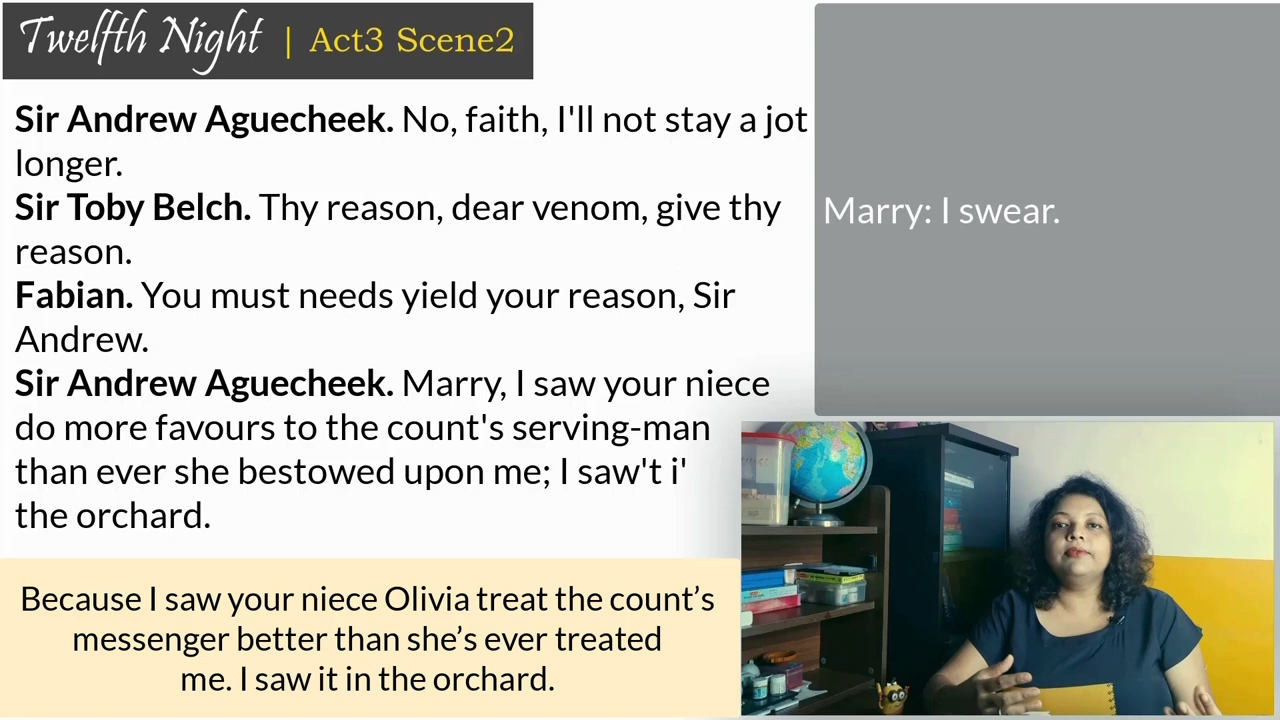 Twelfth Night | Act3 Scene2
Sir Andrew Aguecheek. No, faith, I'll not stay a jot
longer.
Sir Toby Belch. Thy reason, dear venom, give thy
reason.
Fabian. You must needs yield your reason, Sir
Andrew.
Sir Andrew Aguecheek. Marry, I saw your niece
do more favours to the count's serving-man
than ever she bestowed upon me; I saw't i'
the orchard.
Marry: I swear.
Because I saw your niece Olivia treat the count’s
messenger better than she’s ever treated
me. I saw it in the orchard.